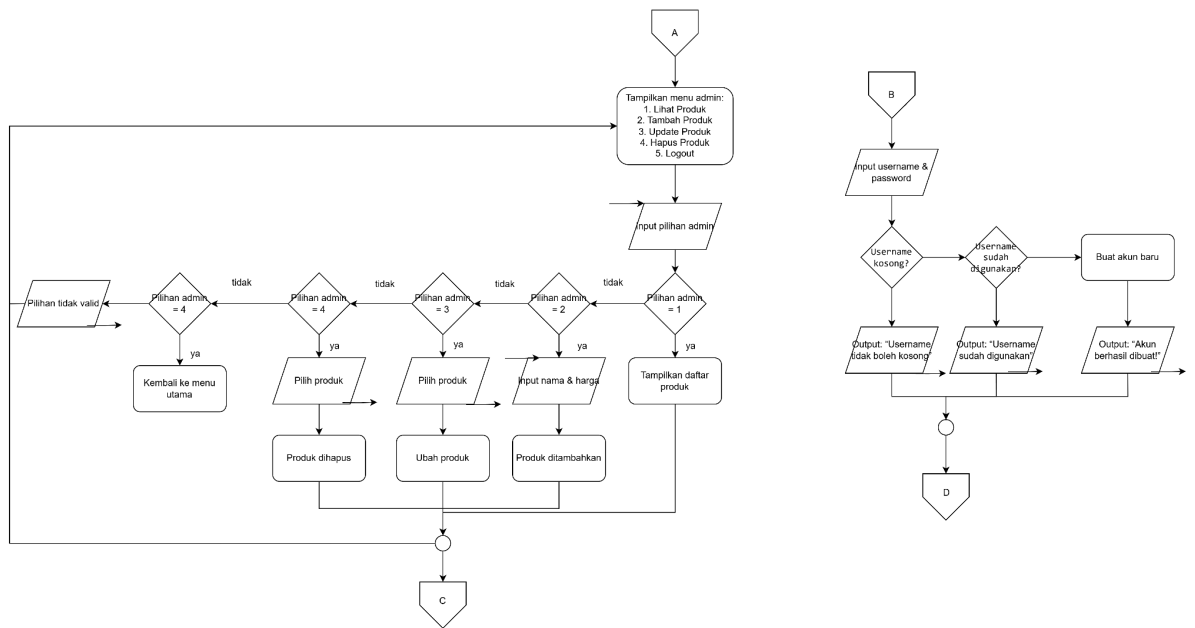 A
Tampilkan menu admin:
1. Lihat Produk
2. Tambah Produk
3. Update Produk
4. Hapus Produk
5. Logout
Input pilihan admin
Pilihan admin
= 1
ya
Tampilkan daftar
produk
tidak
Pilihan admin
= 2
ya
Input nama & harga
Produk ditambahkan
tidak
Pilihan admin
= 3
ya
Pilih produk
Ubah produk
tidak
Pilihan admin
= 4
ya
Pilih produk
Produk dihapus
tidak
Pilihan admin
= 4
ya
Kembali ke menu
utama
Pilihan tidak valid
C
B
Input username &
password
Username
kosong?
Username
sudah
digunakan?
Buat akun baru
Output: “Username
tidak boleh kosong”
Output: “Username
sudah digunakan”
Output: “Akun
berhasil dibuat!”
D